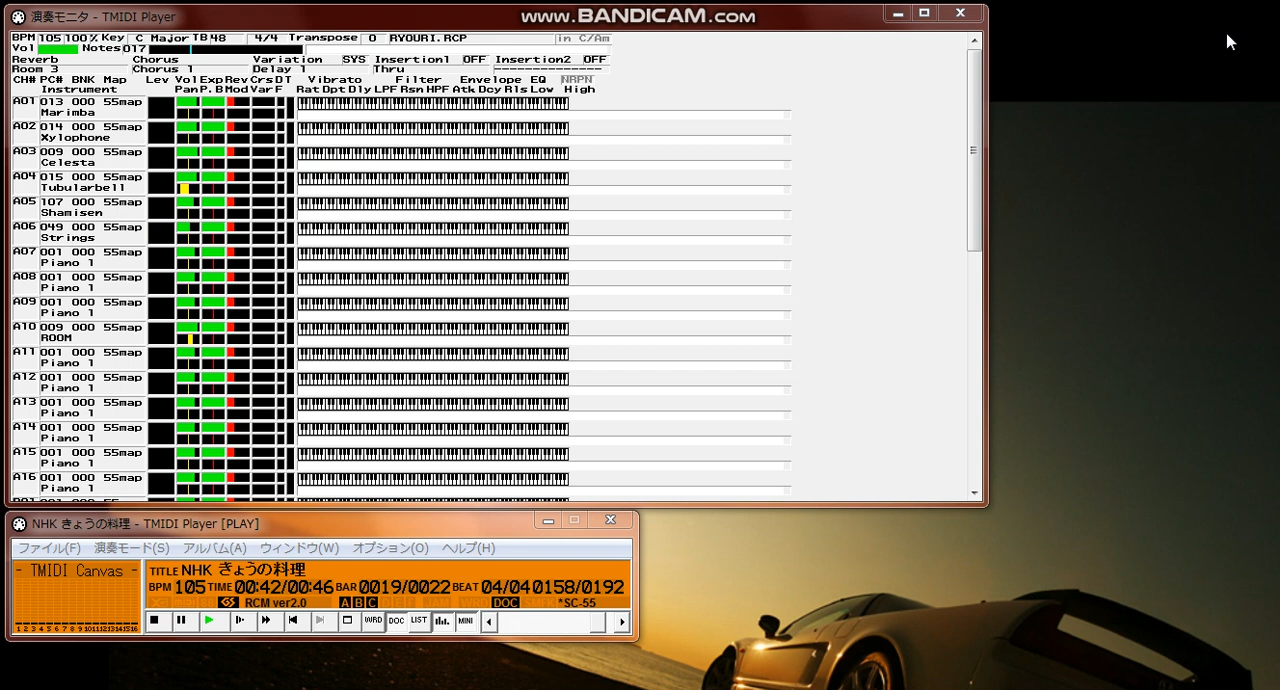 演奏モニタ - TMIDI Player
www.BANDICAM.com
BPM 105 100% Key C Major TB 48 4/4 Transpose 0 RYOURI.RCP in C/Am
Vol Notes 017
Reverb Chorus Variation SYS Insertion1 OFF Insertion2 OFF
Room 3 Chorus 1 Delay 1 Thru ---------------
CH# PC# BNK Map Lev Vol Exp Rev Crs DT Vibrato Filter Envelope EQ NRPN
Instrument Pan P.B Mod Var F Rat Dpt Dly LPF Rsn HPF Atk Dcy Rls Low High
A01 013 000 55map
Marimba
A02 014 000 55map
Xylophone
A03 009 000 55map
Celesta
A04 015 000 55map
Tubularbell
A05 107 000 55map
Shamisen
A06 049 000 55map
Strings
A07 001 000 55map
Piano 1
A08 001 000 55map
Piano 1
A09 001 000 55map
Piano 1
A10 009 000 55map
ROOM
A11 001 000 55map
Piano 1
A12 001 000 55map
Piano 1
A13 001 000 55map
Piano 1
A14 001 000 55map
Piano 1
A15 001 000 55map
Piano 1
A16 001 000 55map
Piano 1
NHK きょうの料理 - TMIDI Player [PLAY]
ファイル(F) 演奏モード(S) アルバム(A) ウィンドウ(W) オプション(O) ヘルプ(H)
- TMIDI Canvas -
1 2 3 4 5 6 7 8 9 10 11 12 13 14 15 16
TITLE NHK きょうの料理
BPM 105 TIME 00:42/00:46 BAR 0019/0022 BEAT 04/04 0158/0192
GS RCM ver2.0 A B C DOC *SC-55
WRD DOC LIST MINI